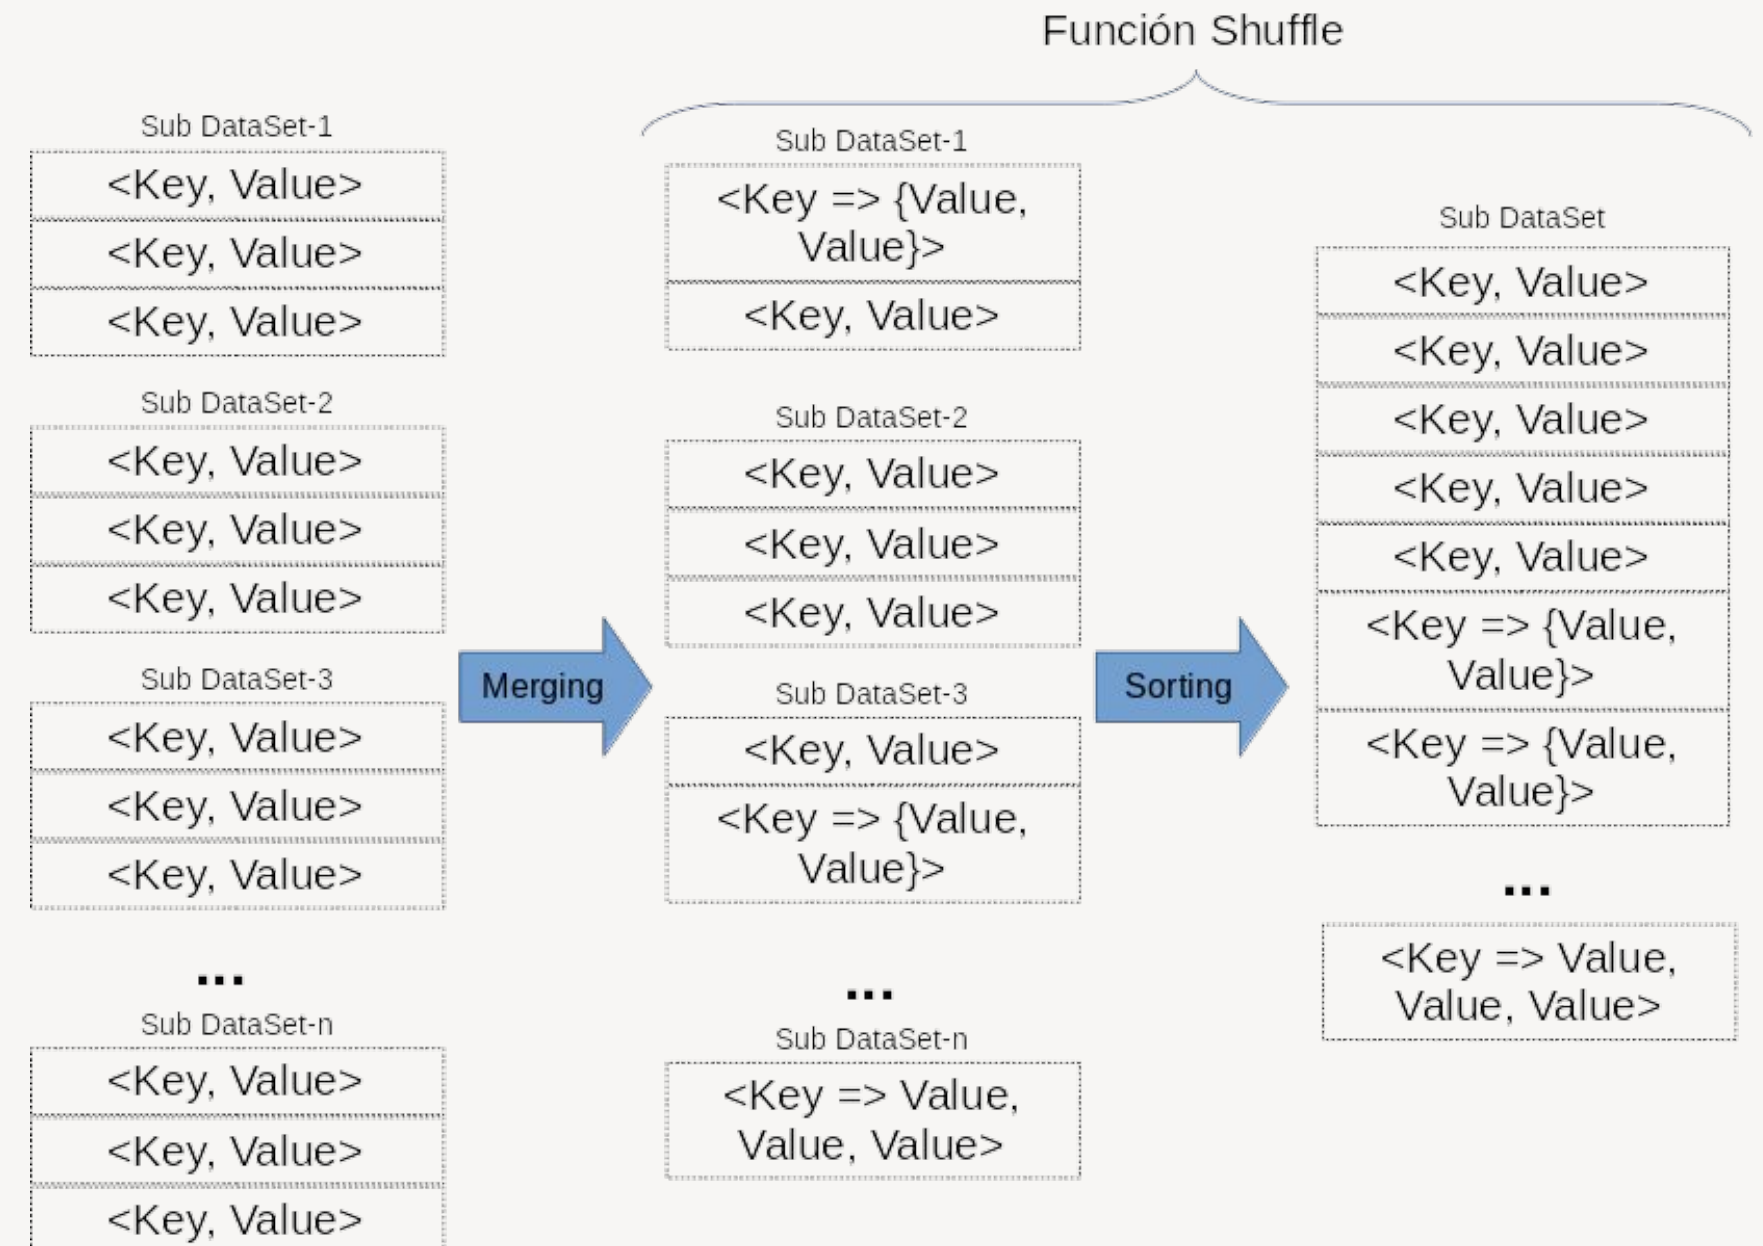 Función Shuffle
Sub DataSet-1
<Key, Value>
<Key, Value>
<Key, Value>
Sub DataSet-2
<Key, Value>
<Key, Value>
<Key, Value>
Sub DataSet-3
<Key, Value>
<Key, Value>
<Key, Value>
...
Sub DataSet-n
<Key, Value>
<Key, Value>
<Key, Value>
Merging
Sub DataSet-1
<Key => {Value,
Value}>
<Key, Value>
Sub DataSet-2
<Key, Value>
<Key, Value>
<Key, Value>
Sub DataSet-3
<Key, Value>
<Key => {Value,
Value}>
...
Sub DataSet-n
<Key => Value,
Value, Value>
Sorting
Sub DataSet
<Key, Value>
<Key, Value>
<Key, Value>
<Key, Value>
<Key, Value>
<Key => {Value,
Value}>
<Key => {Value,
Value}>
...
<Key => Value,
Value, Value>